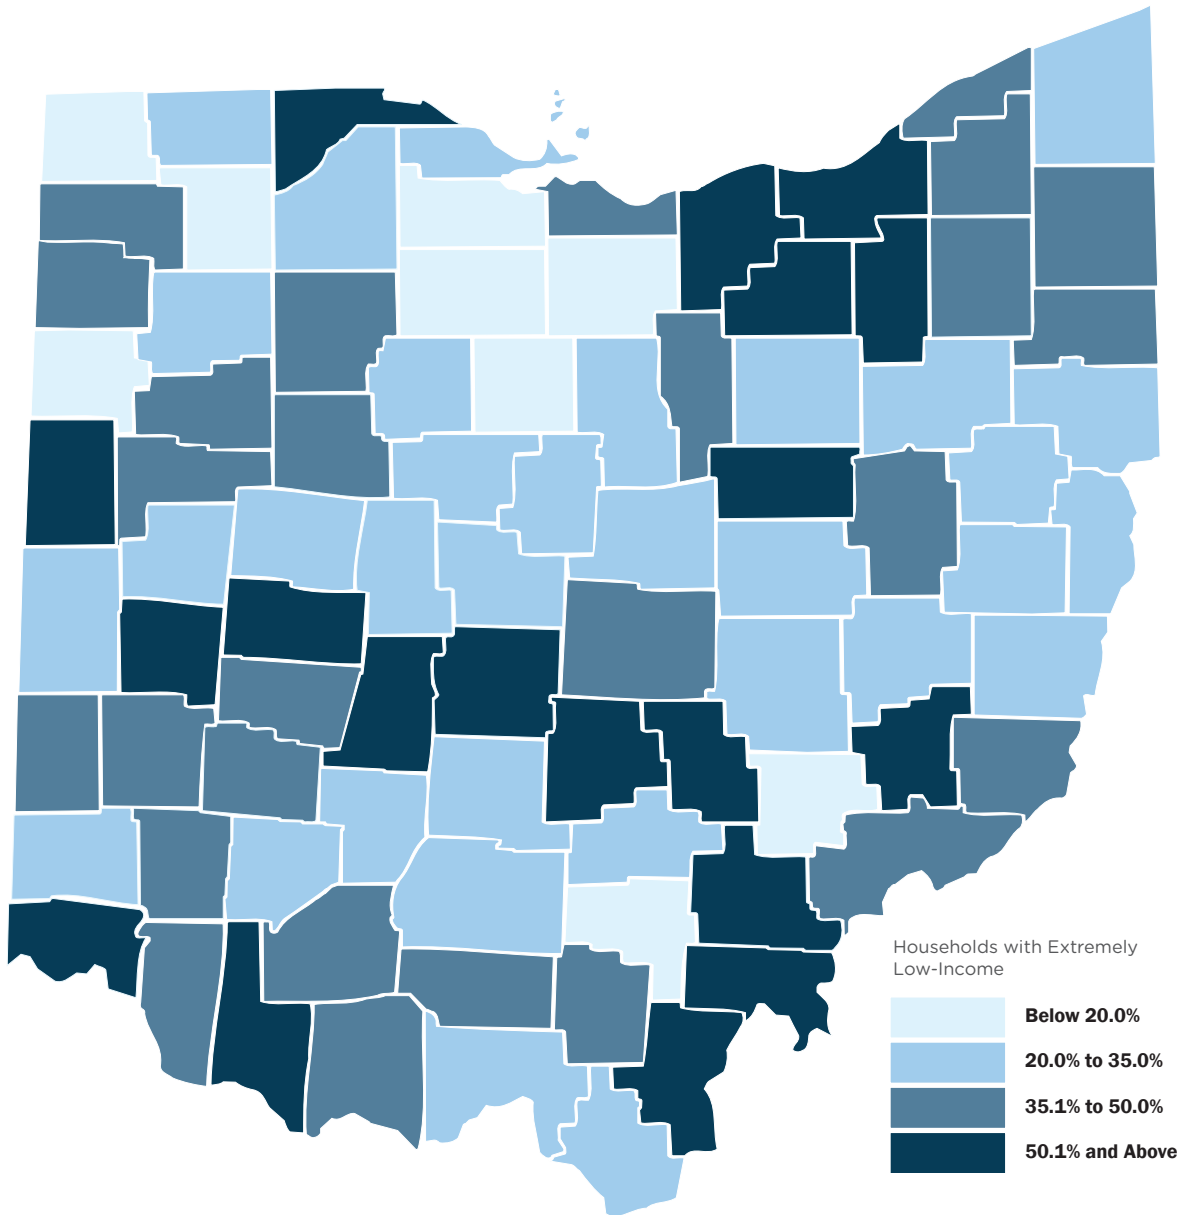 Households with Extremely
Low-Income
Below 20.0%
20.0% to 35.0%
35.1% to 50.0%
50.1% and Above